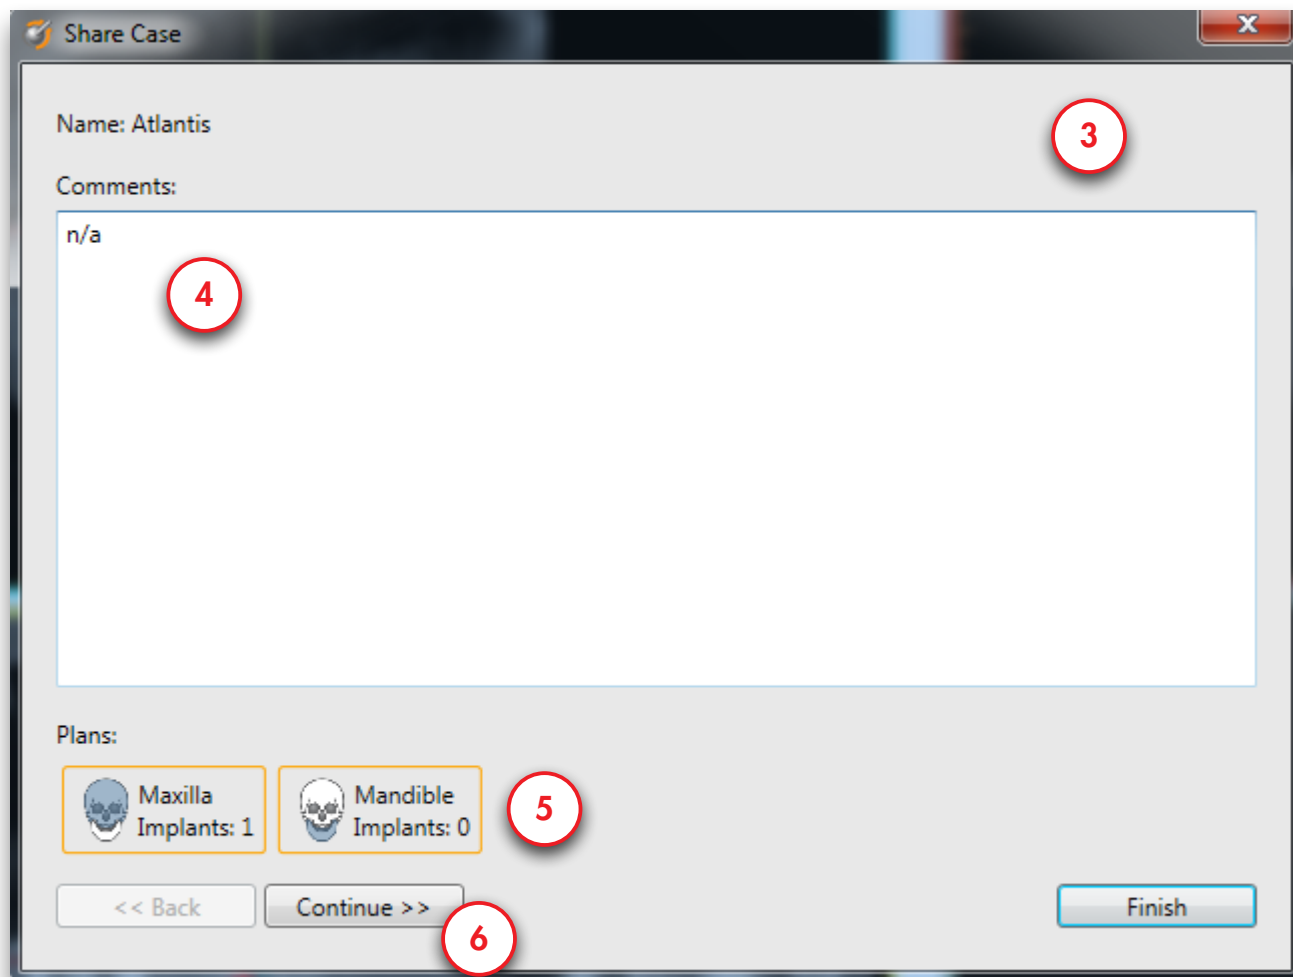 Share Case
X
Name: Atlantis
3
Comments:
n/a
4
Plans:
Maxilla
Implants: 1
Mandible
Implants: 0
5
<< Back
Continue >>
Finish
6